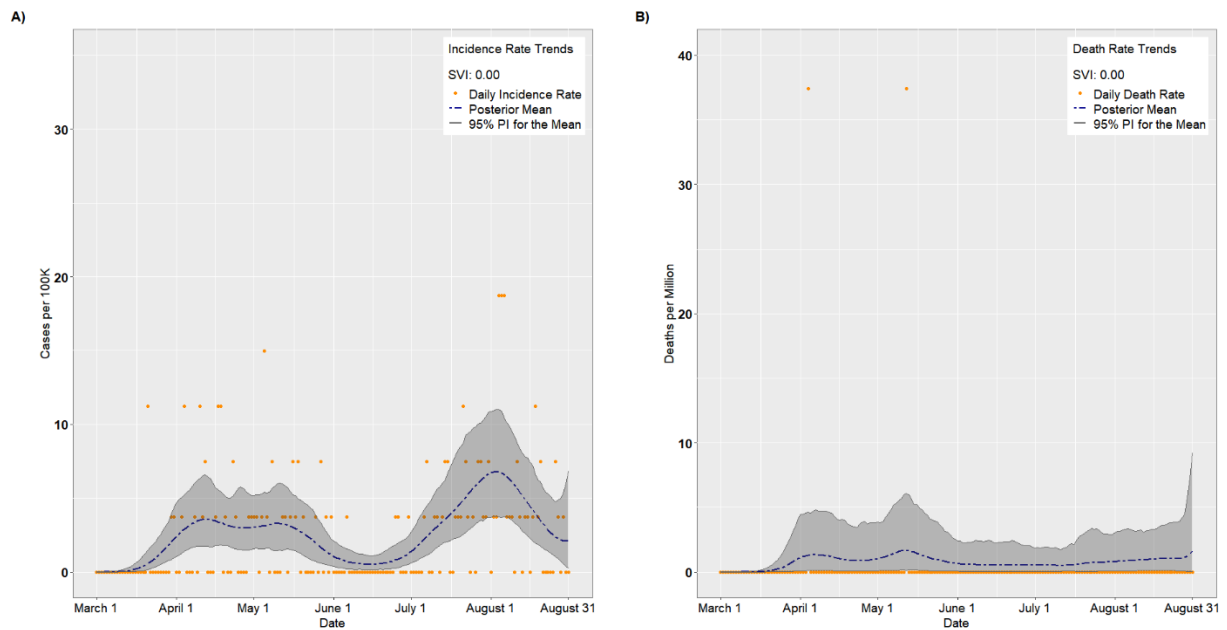 A)
Incidence Rate Trends
SVI: 0.00
Daily Incidence Rate
Posterior Mean
95% PI for the Mean
30
20
10
0
Cases per 100K
March 1
April 1
May 1
June 1
July 1
August 1
August 31
Date
B)
Death Rate Trends
SVI: 0.00
Daily Death Rate
Posterior Mean
95% PI for the Mean
40
30
20
10
0
Deaths per Million
March 1
April 1
May 1
June 1
July 1
August 1
August 31
Date